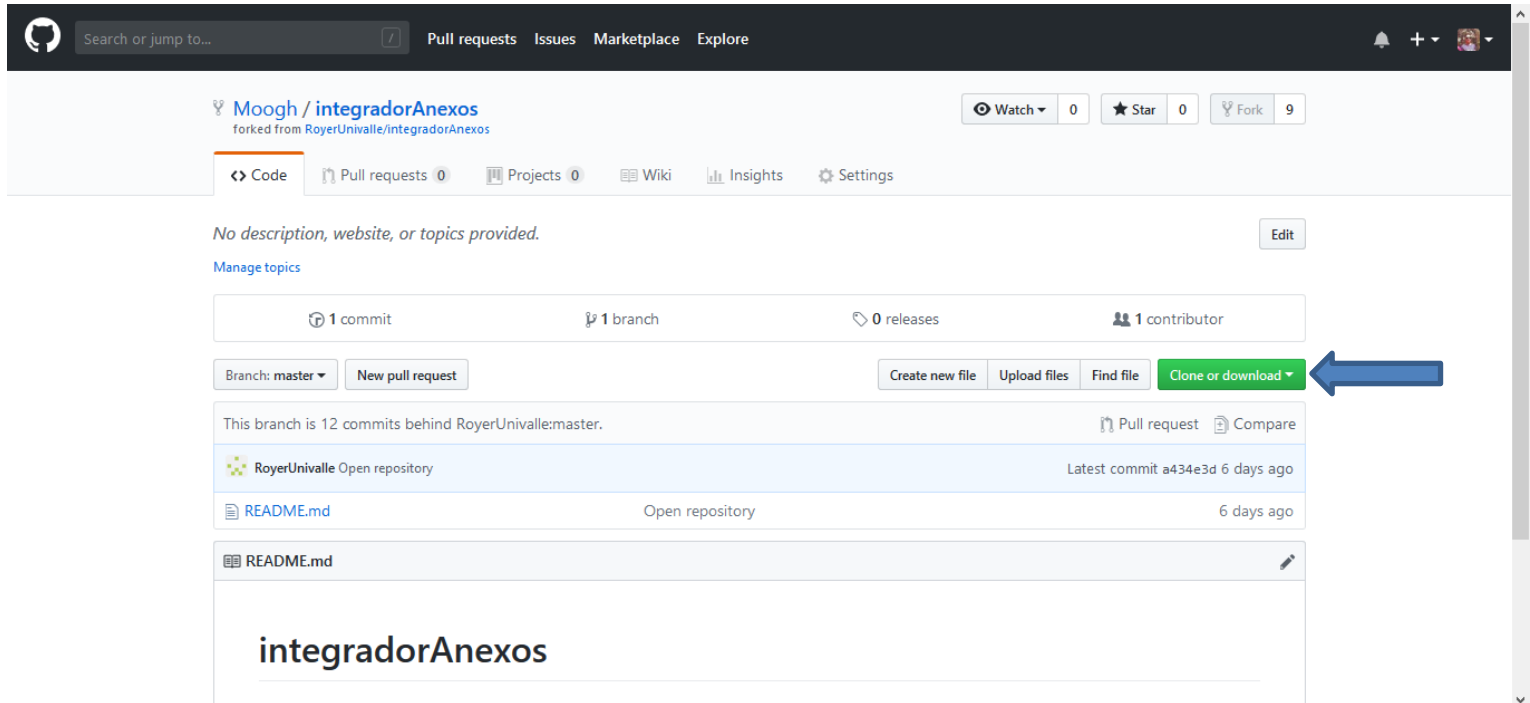 Search or jump to... / Pull requests Issues Marketplace Explore
Moogh / integradorAnexos Watch 0 Star 0 Fork 9
forked from RoyerUnivalle/integradorAnexos
Code Pull requests 0 Projects 0 Wiki Insights Settings
No description, website, or topics provided. Edit
Manage topics
1 commit 1 branch 0 releases 1 contributor
Branch: master New pull request Create new file Upload files Find file Clone or download
This branch is 12 commits behind RoyerUnivalle:master. Pull request Compare
RoyerUnivalle Open repository Latest commit a434e3d 6 days ago
README.md Open repository 6 days ago
README.md
integradorAnexos